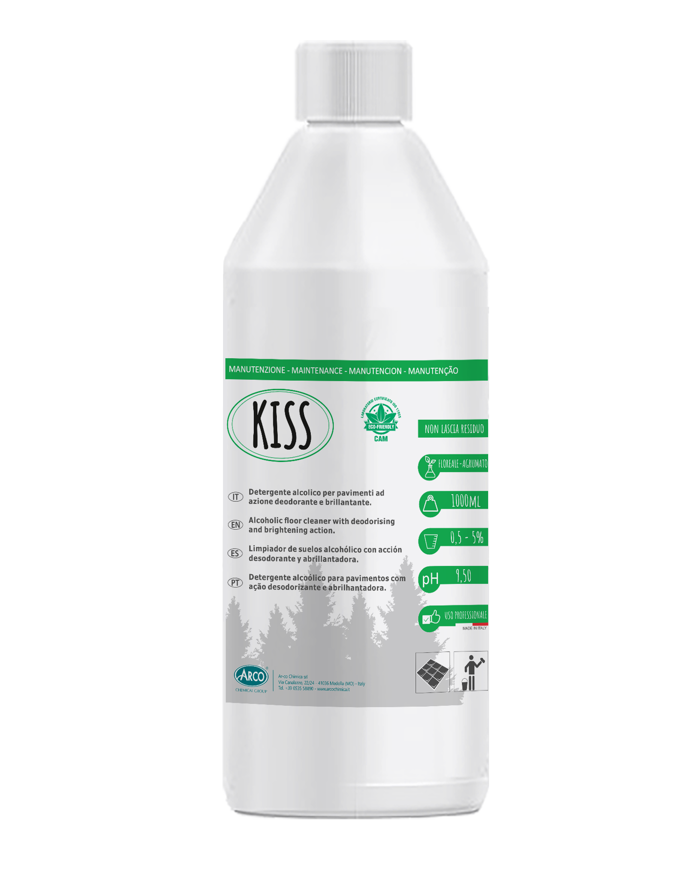 MANUTENZIONE - MAINTENANCE - MANUTENCION - MANUTENÇÃO
KISS
ECO-FRIENDLY
CAM
NON LASCIA RESIDUO
FLOREALE-AGRUMATO
1000ML
0,5 - 5%
pH 9,50
USO PROFESSIONALE
MADE IN ITALY
IT Detergente alcolico per pavimenti ad
azione deodorante e brillantante.
EN Alcoholic floor cleaner with deodorising
and brightening action.
ES Limpiador de suelos alcohólico con acción
desodorante y abrillantadora.
PT Detergente alcoólico para pavimentos com
ação desodorizante e abrilhantadora.
ARCO
CHEMICAL GROUP
Arco Chimica srl